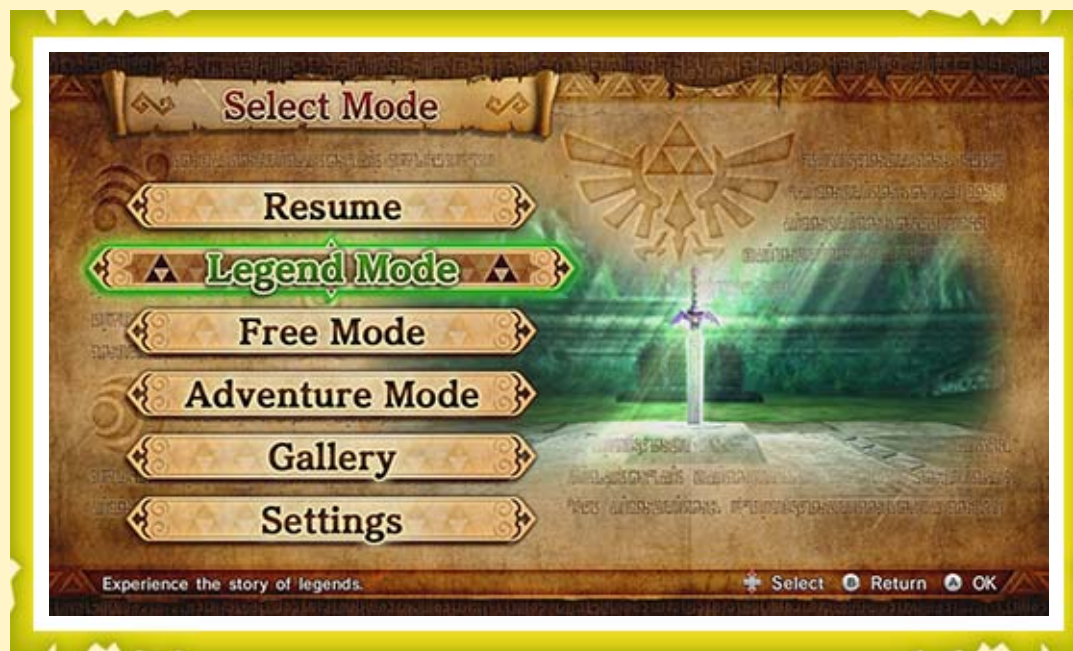 Select Mode
Resume
Legend Mode
Free Mode
Adventure Mode
Gallery
Settings
Experience the story of legends.
Select B Return A OK